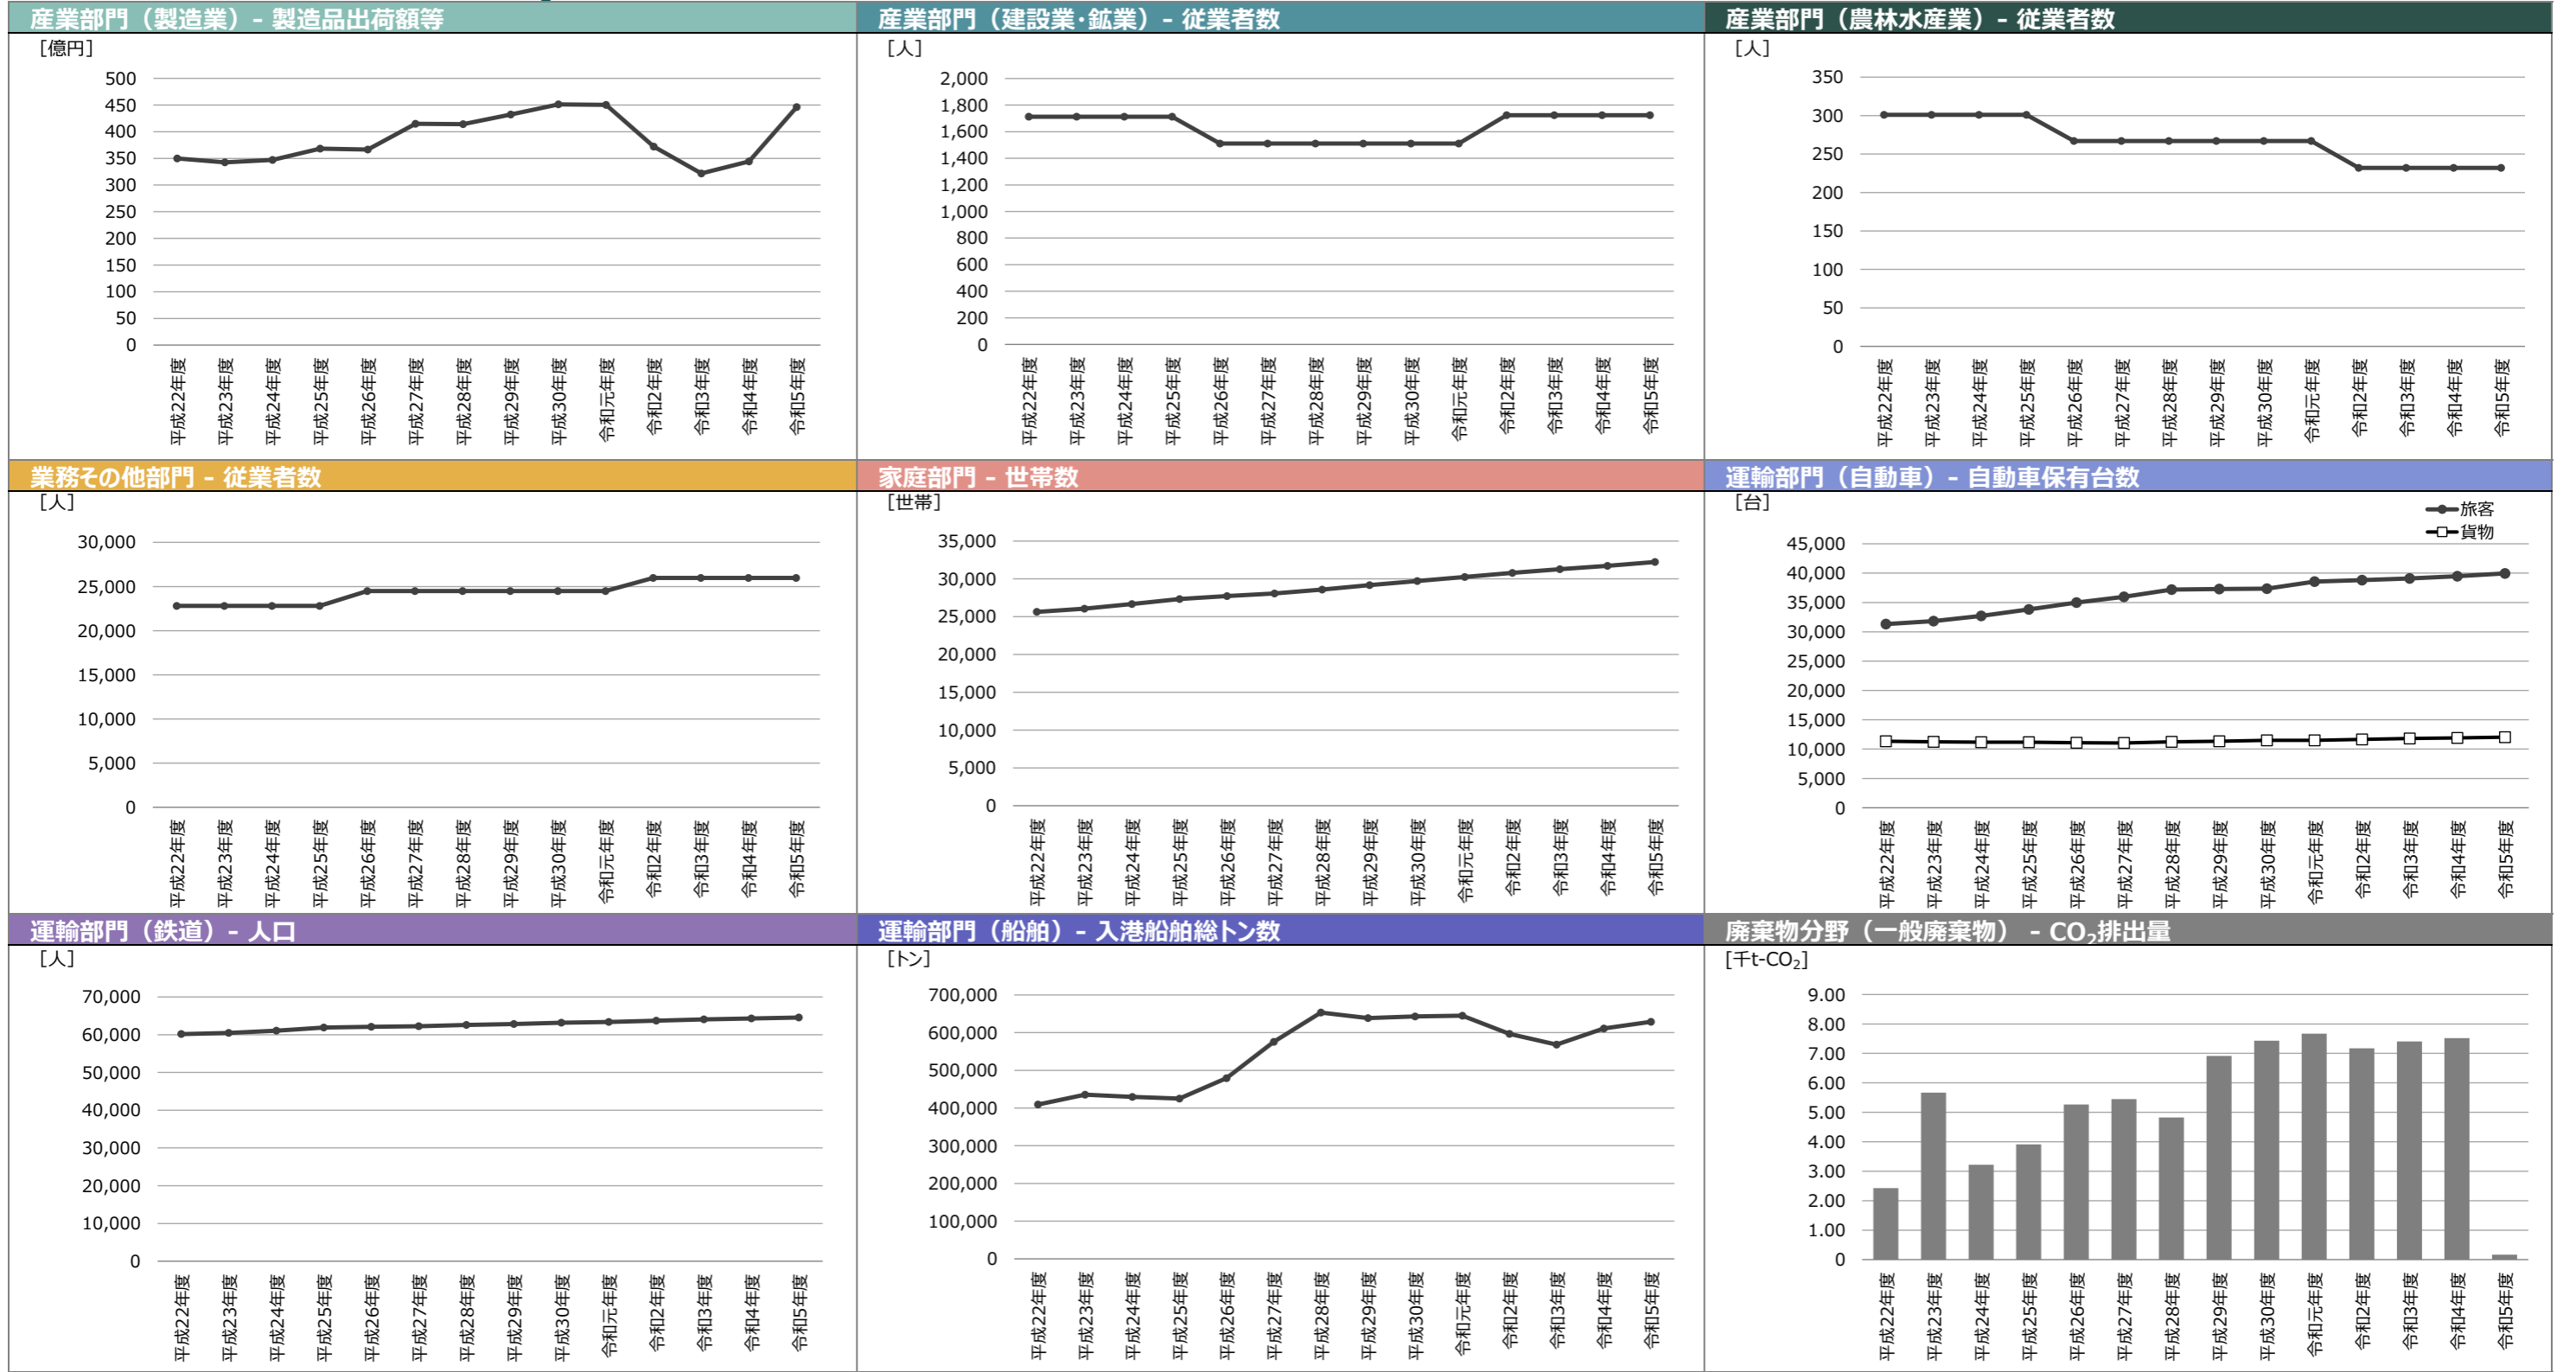 産業部門（製造業）- 製造品出荷額等
[億円]
500
450
400
350
300
250
200
150
100
50
0
平成22年度
平成23年度
平成24年度
平成25年度
平成26年度
平成27年度
平成28年度
平成29年度
平成30年度
令和元年度
令和2年度
令和3年度
令和4年度
令和5年度
産業部門（建設業・鉱業）- 従業者数
[人]
2,000
1,800
1,600
1,400
1,200
1,000
800
600
400
200
0
平成22年度
平成23年度
平成24年度
平成25年度
平成26年度
平成27年度
平成28年度
平成29年度
平成30年度
令和元年度
令和2年度
令和3年度
令和4年度
令和5年度
産業部門（農林水産業）- 従業者数
[人]
350
300
250
200
150
100
50
0
平成22年度
平成23年度
平成24年度
平成25年度
平成26年度
平成27年度
平成28年度
平成29年度
平成30年度
令和元年度
令和2年度
令和3年度
令和4年度
令和5年度
業務その他部門 - 従業者数
[人]
30,000
25,000
20,000
15,000
10,000
5,000
0
平成22年度
平成23年度
平成24年度
平成25年度
平成26年度
平成27年度
平成28年度
平成29年度
平成30年度
令和元年度
令和2年度
令和3年度
令和4年度
令和5年度
家庭部門 - 世帯数
[世帯]
35,000
30,000
25,000
20,000
15,000
10,000
5,000
0
平成22年度
平成23年度
平成24年度
平成25年度
平成26年度
平成27年度
平成28年度
平成29年度
平成30年度
令和元年度
令和2年度
令和3年度
令和4年度
令和5年度
運輸部門（自動車）- 自動車保有台数
[台]
旅客
貨物
45,000
40,000
35,000
30,000
25,000
20,000
15,000
10,000
5,000
0
平成22年度
平成23年度
平成24年度
平成25年度
平成26年度
平成27年度
平成28年度
平成29年度
平成30年度
令和元年度
令和2年度
令和3年度
令和4年度
令和5年度
運輸部門（鉄道）- 人口
[人]
70,000
60,000
50,000
40,000
30,000
20,000
10,000
0
平成22年度
平成23年度
平成24年度
平成25年度
平成26年度
平成27年度
平成28年度
平成29年度
平成30年度
令和元年度
令和2年度
令和3年度
令和4年度
令和5年度
運輸部門（船舶）- 入港船舶総トン数
[トン]
700,000
600,000
500,000
400,000
300,000
200,000
100,000
0
平成22年度
平成23年度
平成24年度
平成25年度
平成26年度
平成27年度
平成28年度
平成29年度
平成30年度
令和元年度
令和2年度
令和3年度
令和4年度
令和5年度
廃棄物分野（一般廃棄物） - CO₂排出量
[千t-CO₂]
9.00
8.00
7.00
6.00
5.00
4.00
3.00
2.00
1.00
0
平成22年度
平成23年度
平成24年度
平成25年度
平成26年度
平成27年度
平成28年度
平成29年度
平成30年度
令和元年度
令和2年度
令和3年度
令和4年度
令和5年度